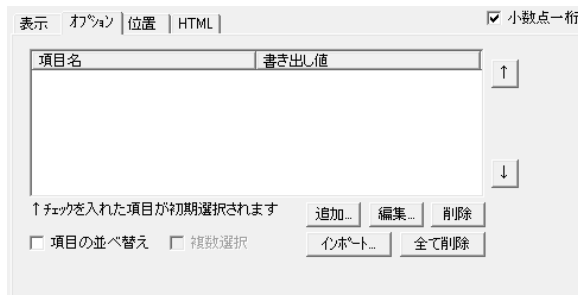 表示 オプション 位置 HTML
☑ 小数点一桁
項目名 書き出し値
↑
↓
↑チェックを入れた項目が初期選択されます
追加... 編集... 削除
□ 項目の並べ替え □ 複数選択
インポート... 全て削除